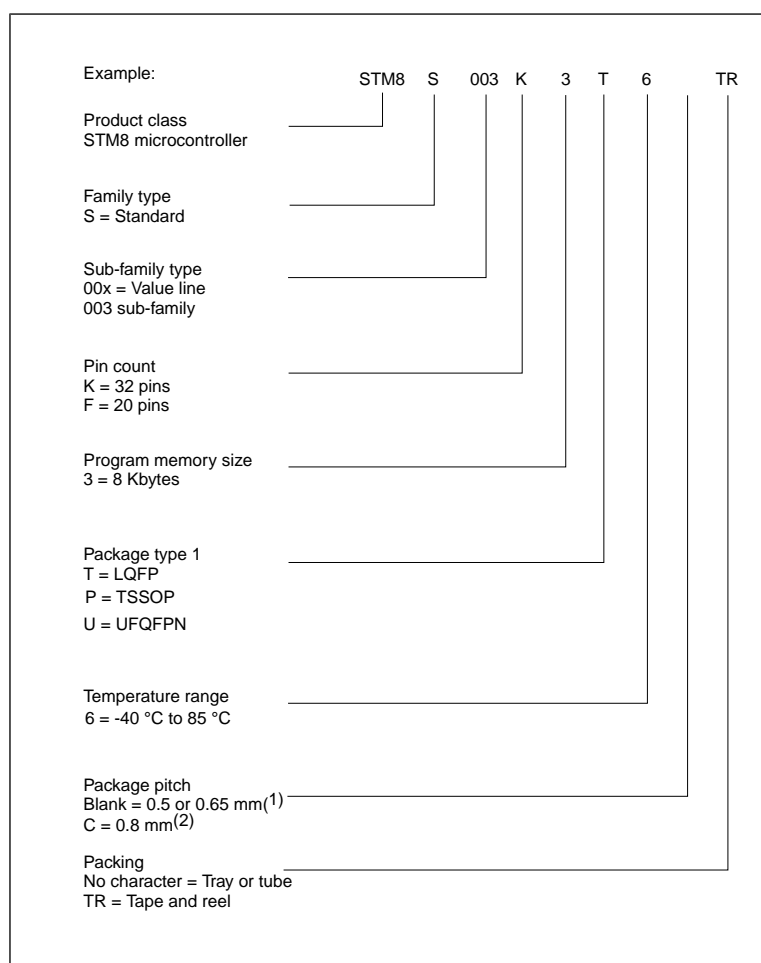 Example:
STM8 S 003 K 3 T 6 TR
Product class
STM8 microcontroller
Family type
S = Standard
Sub-family type
00x = Value line
003 sub-family
Pin count
K = 32 pins
F = 20 pins
Program memory size
3 = 8 Kbytes
Package type 1
T = LQFP
P = TSSOP
U = UFQFPN
Temperature range
6 = -40 °C to 85 °C
Package pitch
Blank = 0.5 or 0.65 mm(1)
C = 0.8 mm(2)
Packing
No character = Tray or tube
TR = Tape and reel